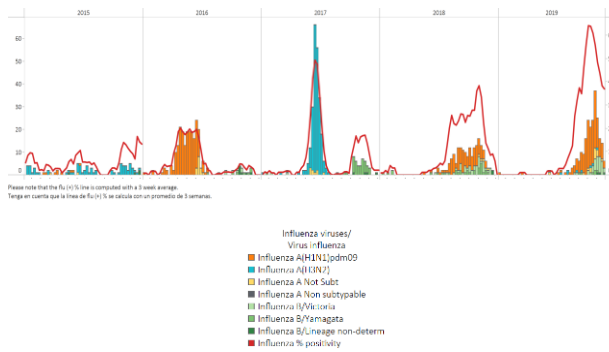 2015 2016 2017 2018 2019
60
50
40
30
20
10
0
Please note that the flu (+) % line is computed with a 3 week average.
Tenga en cuenta que la línea de flu (+) % se calcula con un promedio de 3 semanas.
Influenza viruses/
Virus influenza
Influenza A(H1N1)pdm09
Influenza A(H3N2)
Influenza A Not Subt
Influenza A Non subtypable
Influenza B/Victoria
Influenza B/Yamagata
Influenza B/Lineage non-determ
Influenza % positivity